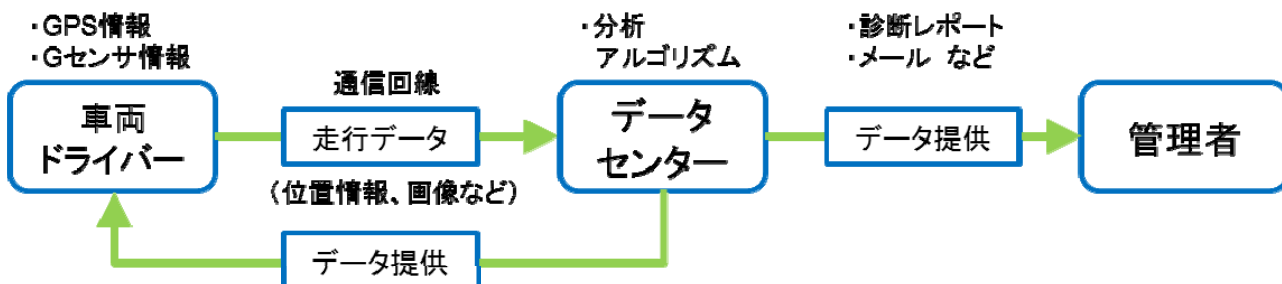 ・GPS情報
・Gセンサ情報
車両
ドライバー
通信回線
走行データ
(位置情報、画像など)
データ提供
・分析
アルゴリズム
データ
センター
・診断レポート
・メール など
データ提供
管理者